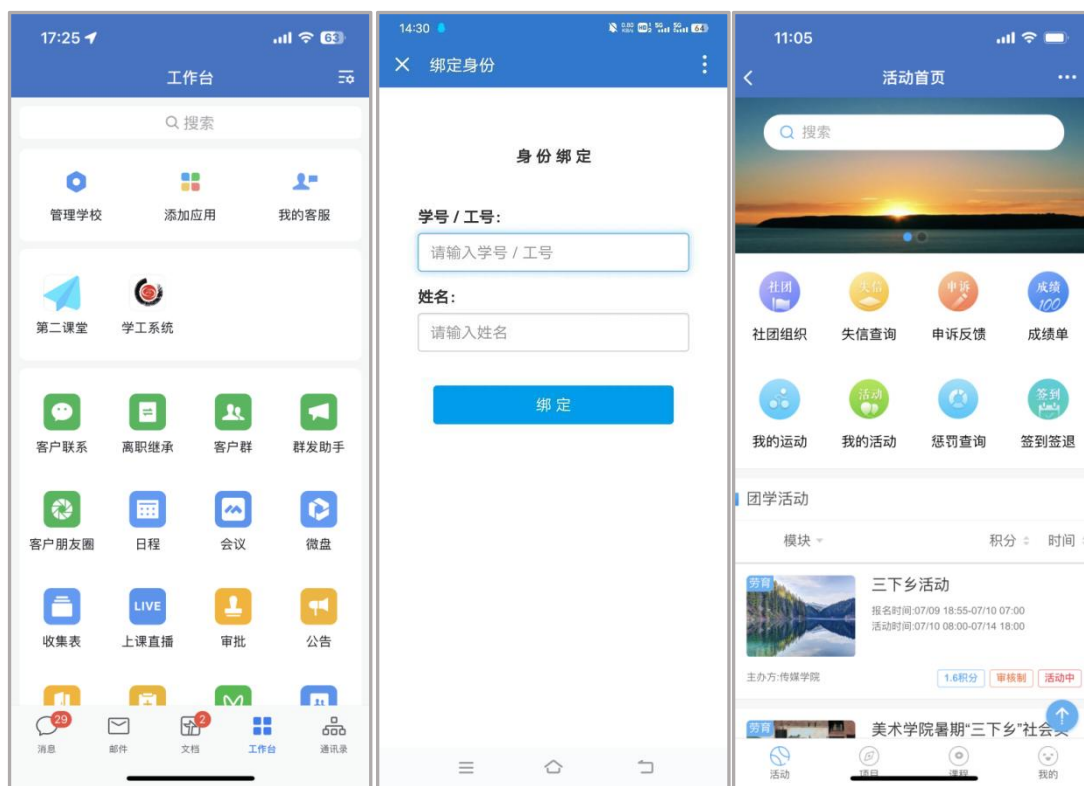 17:25
63
工作台
搜索
管理学校
添加应用
我的客服
第二课堂
学工系统
客户联系
离职继承
客户群
群发助手
客户朋友圈
日程
会议
微盘
LIVE
收集表
上课直播
审批
公告
29
2
消息
邮件
文档
工作台
通讯录
14:30
0.80 KB/s HD 5G 5G 64
绑定身份
身份绑定
学号 / 工号:
请输入学号 / 工号
姓名:
请输入姓名
绑 定
11:05
活动首页
搜索
社团
失信
申诉
成绩
100
社团组织
失信查询
申诉反馈
成绩单
活动
签到
我的运动
我的活动
惩罚查询
签到签退
团学活动
模块
积分
时间
劳育
三下乡活动
报名时间:07/09 18:55-07/10 07:00
活动时间:07/10 08:00-07/14 18:00
主办方:传媒学院
1.6积分
审核制
活动中
劳育
美术学院暑期“三下乡”社会实
活动
项目
课程
我的